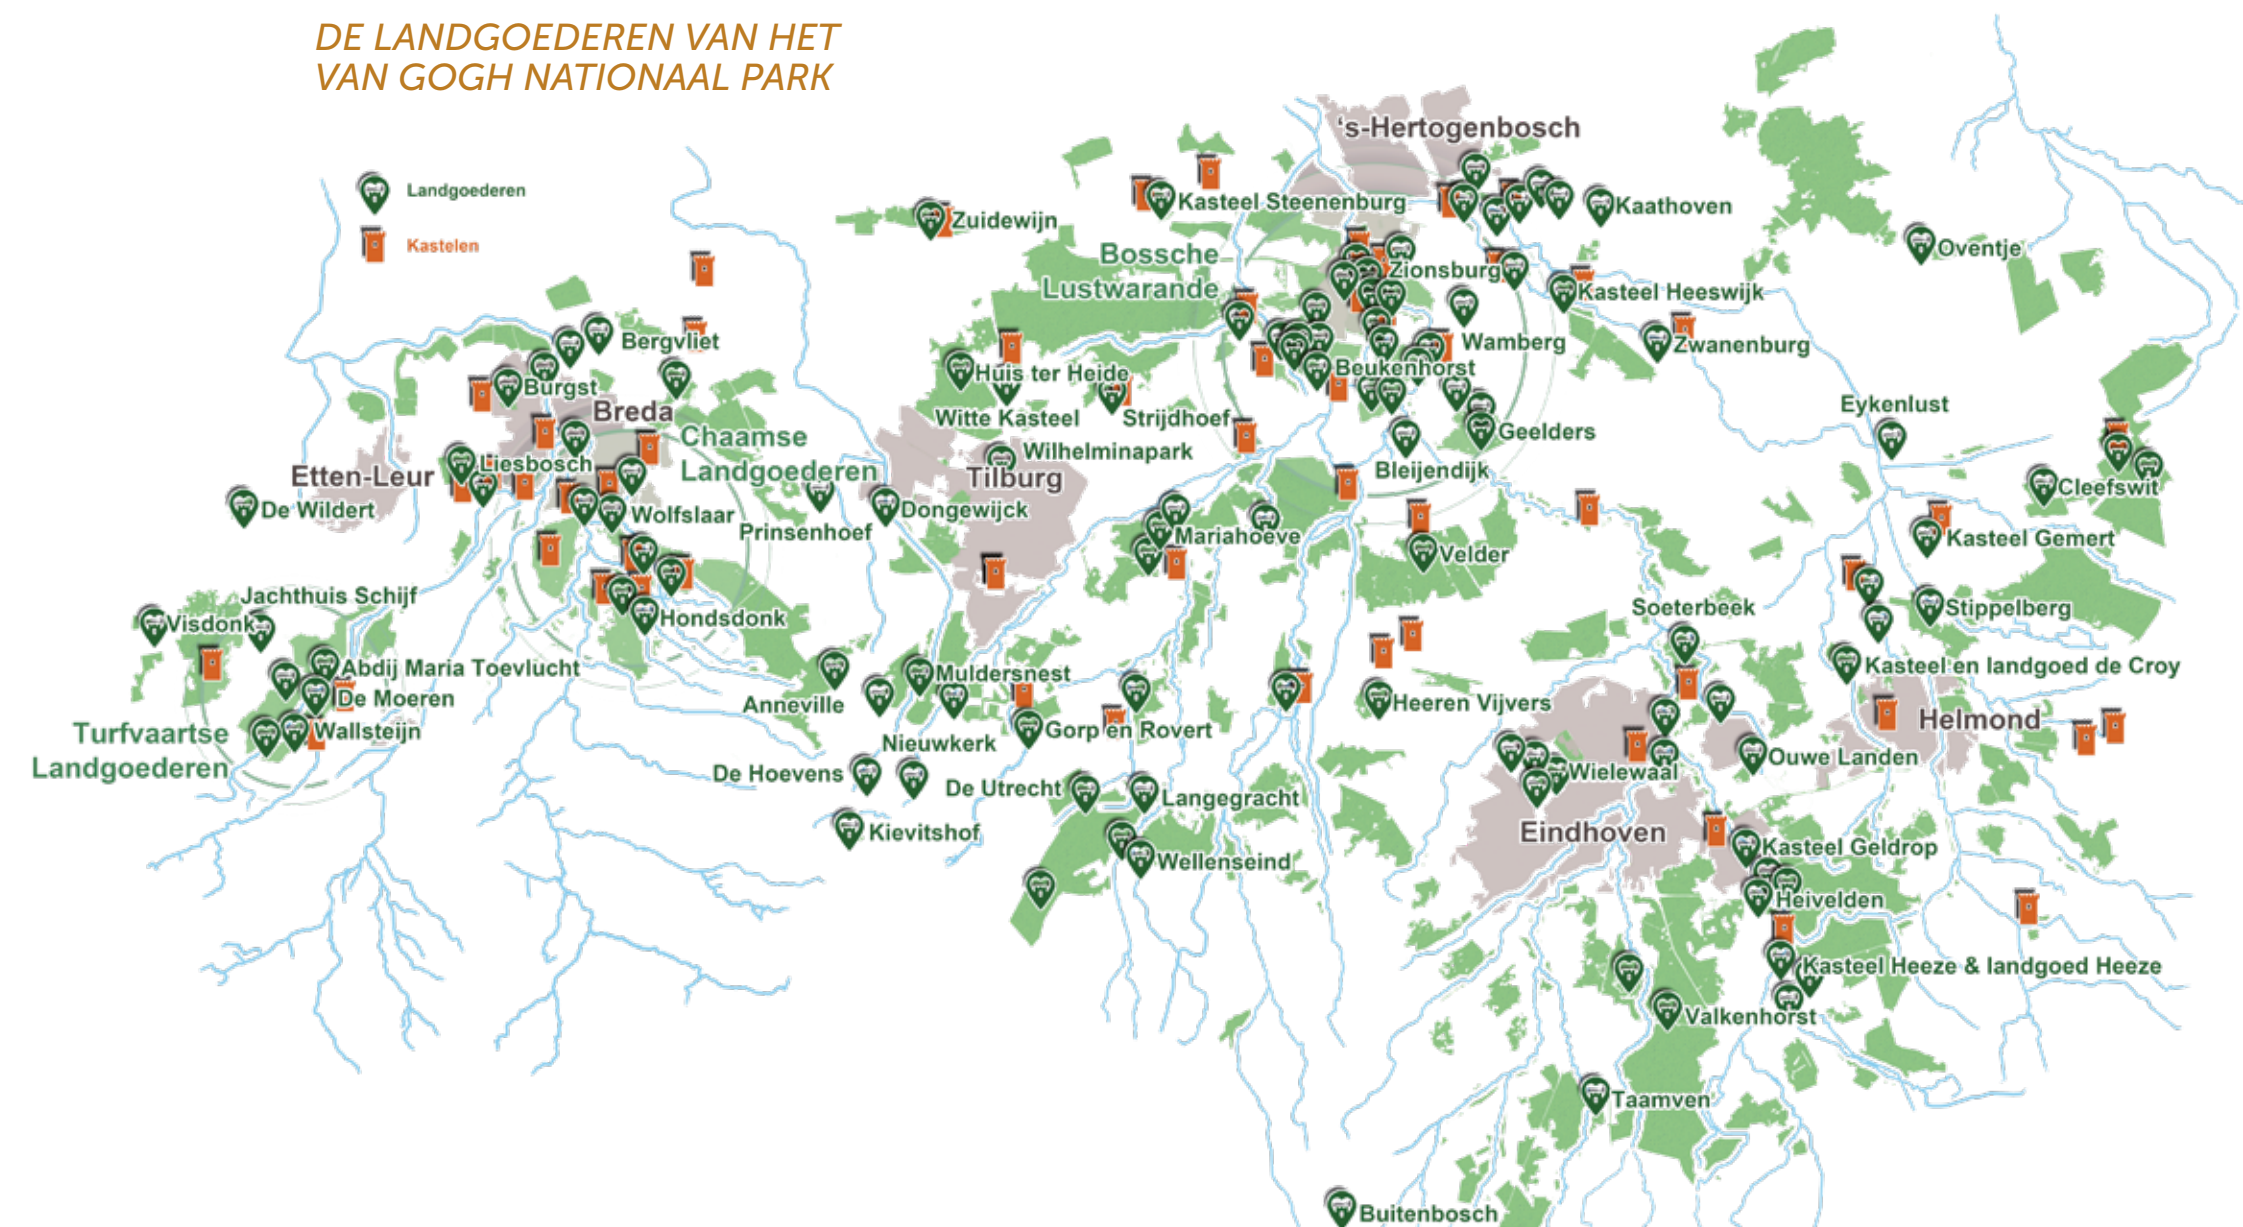 DE LANDGOEDEREN VAN HET
VAN GOGH NATIONAAL PARK
Landgoederen
Kastelen
's-Hertogenbosch
Kasteel Steenenburg
Kaathoven
Zuidewijn
Oventje
Bossche
Lustwarande
Zionsburg
Kasteel Heeswijk
Bergvliet
Wamberg
Zwanenburg
Huis ter Heide
Beukenhorst
Burgst
Breda
Witte Kasteel
Strijdhoef
Eykenlust
Chaamse
Landgoederen
Geelders
Wilhelminapark
Liesbosch
Etten-Leur
Tilburg
Bleijendijk
Cleefswit
De Wildert
Wolfslaar
Dongewijck
Prinsenhoef
Mariahoeve
Kasteel Gemert
Velder
Jachthuis Schijf
Visdonk
Hondsdonk
Soeterbeek
Stippelberg
Abdij Maria Toevlucht
Muldersnest
Kasteel en landgoed de Croy
De Moeren
Anneville
Heeren Vijvers
Helmond
Turfvaartse
Landgoederen
Wallsteijn
Nieuwkerk
Gorp en Rovert
Ouwe Landen
De Hoevens
Wielewaal
De Utrecht
Langegracht
Kievitshof
Eindhoven
Kasteel Geldrop
Wellenseind
Heivelden
Kasteel Heeze & landgoed Heeze
Valkenhorst
Taamven
Buitenbosch